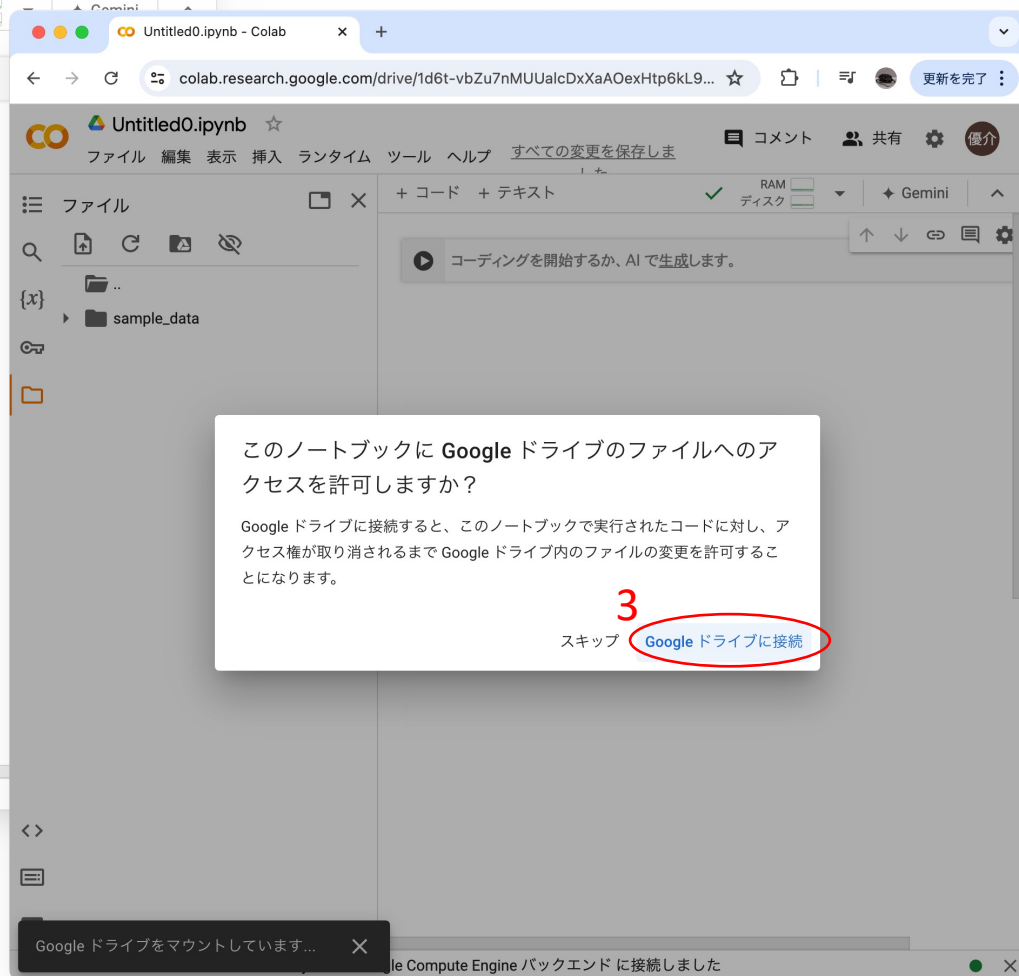 Gemini
Untitled0.ipynb - Colab
colab.research.google.com/drive/1d6t-vbZu7nMUUalcDxXaAOexHtp6kL9...
更新を完了
Untitled0.ipynb
ファイル 編集 表示 挿入 ランタイム ツール ヘルプ すべての変更を保存しま
した
コメント 共有 優介
ファイル
+ コード + テキスト
RAM
ディスク
Gemini
..
sample_data
{x}
コーディングを開始するか、AI で生成します。
このノートブックに Google ドライブのファイルへのア
クセスを許可しますか？
Google ドライブに接続すると、このノートブックで実行されたコードに対し、ア
クセス権が取り消されるまで Google ドライブ内のファイルの変更を許可するこ
とになります。
3
スキップ Google ドライブに接続
Google ドライブをマウントしています...
gle Compute Engine バックエンド に接続しました